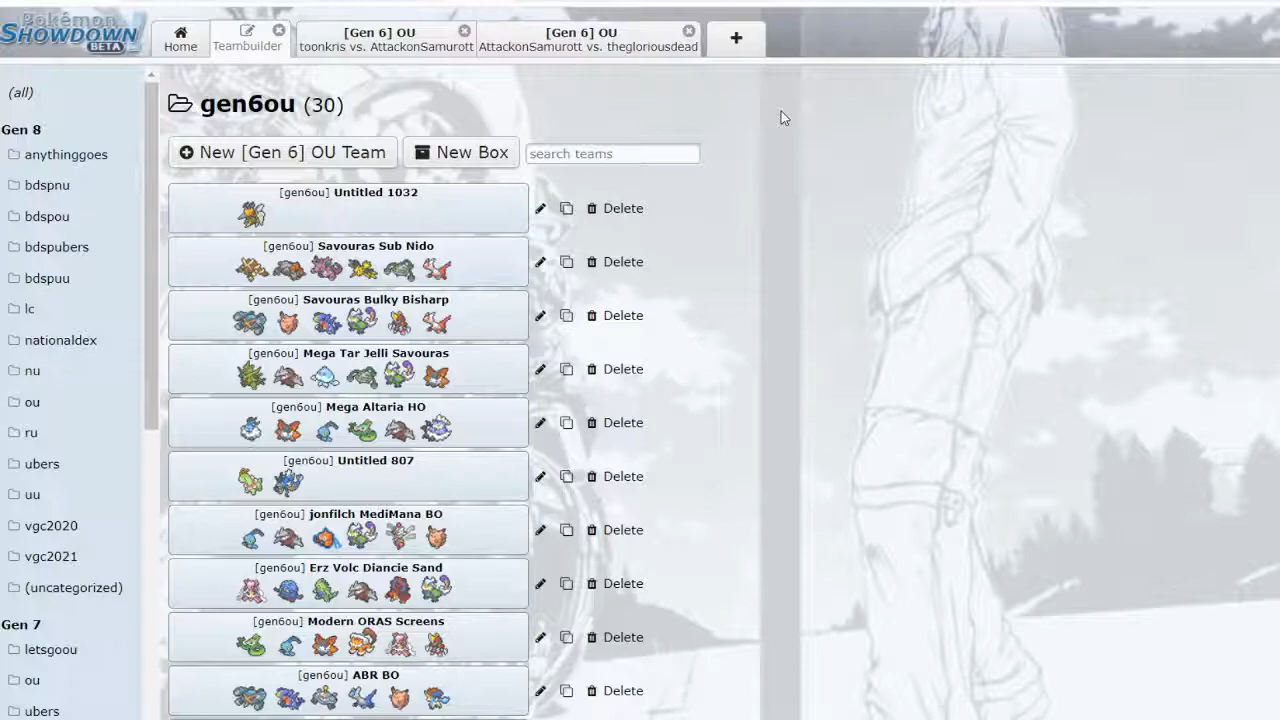 Pokémon
SHOWDOWN
BETA
Home
Teambuilder
[Gen 6] OU
toonkris vs. AttackonSamurott
[Gen 6] OU
AttackonSamurott vs. thegloriousdead
(all)
Gen 8
anythinggoes
bdspnu
bdspou
bdspubers
bdspuu
lc
nationaldex
nu
ou
ru
ubers
uu
vgc2020
vgc2021
(uncategorized)
Gen 7
letsgoou
ou
ubers
gen6ou (30)
New [Gen 6] OU Team
New Box
search teams
[gen6ou] Untitled 1032
Delete
[gen6ou] Savouras Sub Nido
Delete
[gen6ou] Savouras Bulky Bisharp
Delete
[gen6ou] Mega Tar Jelli Savouras
Delete
[gen6ou] Mega Altaria HO
Delete
[gen6ou] Untitled 807
Delete
[gen6ou] jonfilch MediMana BO
Delete
[gen6ou] Erz Volc Diancie Sand
Delete
[gen6ou] Modern ORAS Screens
Delete
[gen6ou] ABR BO
Delete